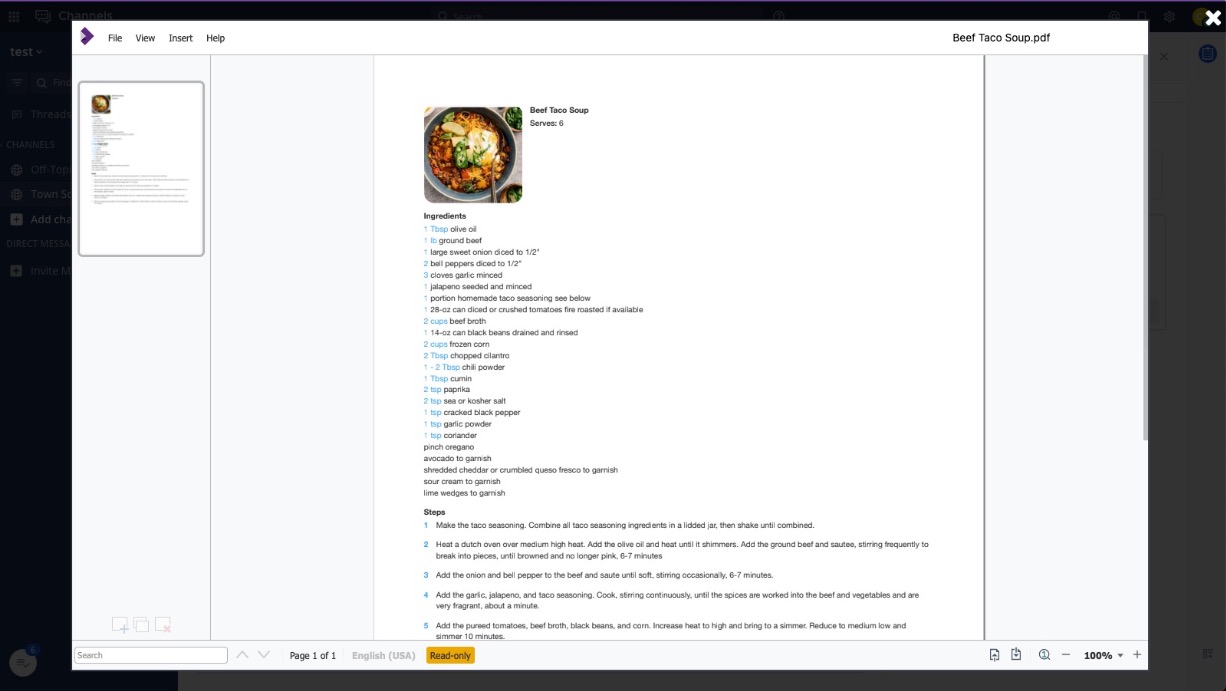 Channels
Search
test
Find
Threads
CHANNELS
Off-Top
Town Sq
Add cha
DIRECT MESSA
Invite M
6
File View Insert Help
Beef Taco Soup.pdf
Beef Taco Soup
Serves: 6
Ingredients
1 Tbsp olive oil
1 lb ground beef
1 large sweet onion diced to 1/2"
2 bell peppers diced to 1/2"
3 cloves garlic minced
1 jalapeno seeded and minced
1 portion homemade taco seasoning see below
1 28-oz can diced or crushed tomatoes fire roasted if available
2 cups beef broth
1 14-oz can black beans drained and rinsed
2 cups frozen corn
2 Tbsp chopped cilantro
1 - 2 Tbsp chili powder
1 Tbsp cumin
2 tsp paprika
2 tsp sea or kosher salt
1 tsp cracked black pepper
1 tsp garlic powder
1 tsp coriander
pinch oregano
avocado to garnish
shredded cheddar or crumbled queso fresco to garnish
sour cream to garnish
lime wedges to garnish
Steps
1 Make the taco seasoning. Combine all taco seasoning ingredients in a lidded jar, then shake until combined.
2 Heat a dutch oven over medium high heat. Add the olive oil and heat until it shimmers. Add the ground beef and sautee, stirring frequently to
break into pieces, until browned and no longer pink, 6-7 minutes
3 Add the onion and bell pepper to the beef and saute until soft, stirring occasionally, 6-7 minutes.
4 Add the garlic, jalapeno, and taco seasoning. Cook, stirring continuously, until the spices are worked into the beef and vegetables and are
very fragrant, about a minute.
5 Add the pureed tomatoes, beef broth, black beans, and corn. Increase heat to high and bring to a simmer. Reduce to medium low and
simmer 10 minutes.
Search
Page 1 of 1
English (USA)
Read-only
100%